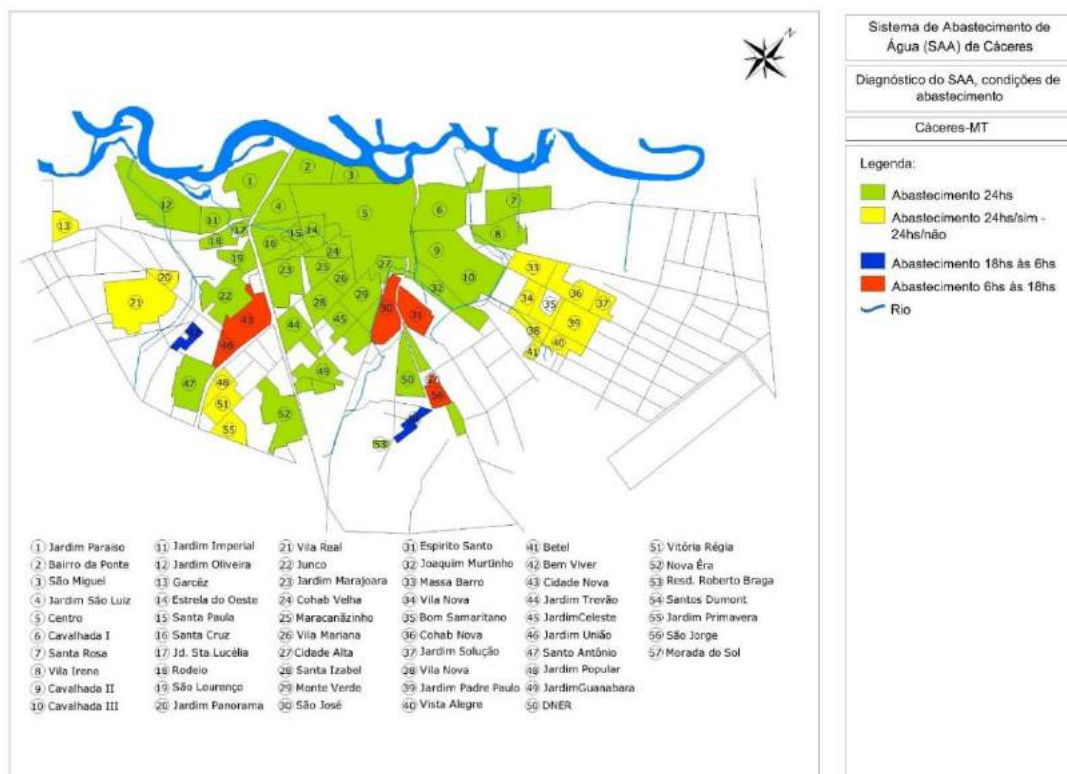 N
Sistema de Abastecimento de
Água (SAA) de Cáceres
Diagnóstico do SAA, condições de
abastecimento
Cáceres-MT
Legenda:
Abastecimento 24hs
Abastecimento 24hs/sim -
24hs/não
Abastecimento 18hs às 6hs
Abastecimento 6hs às 18hs
Rio
1 Jardim Paraiso
2 Bairro da Ponte
3 São Miguel
4 Jardim São Luiz
5 Centro
6 Cavalhada I
7 Santa Rosa
8 Vila Irene
9 Cavalhada II
10 Cavalhada III
11 Jardim Imperial
12 Jardim Oliveira
13 Garcêz
14 Estrela do Oeste
15 Santa Paula
16 Santa Cruz
17 Jd. Sta.Lucélia
18 Rodeio
19 São Lourenço
20 Jardim Panorama
21 Vila Real
22 Junco
23 Jardim Marajoara
24 Cohab Velha
25 Maracanãzinho
26 Vila Mariana
27 Cidade Alta
28 Santa Izabel
29 Monte Verde
30 São José
31 Espirito Santo
32 Joaquim Murtinho
33 Massa Barro
34 Vila Nova
35 Bom Samaritano
36 Cohab Nova
37 Jardim Solução
38 Vila Nova
39 Jardim Padre Paulo
40 Vista Alegre
41 Betel
42 Bem Viver
43 Cidade Nova
44 Jardim Trevão
45 JardimCeleste
46 Jardim União
47 Santo Antônio
48 Jardim Popular
49 JardimGuanabara
50 DNER
51 Vitória Régia
52 Nova Éra
53 Resd. Roberto Braga
54 Santos Dumont
55 Jardim Primavera
56 São Jorge
57 Morada do Sol